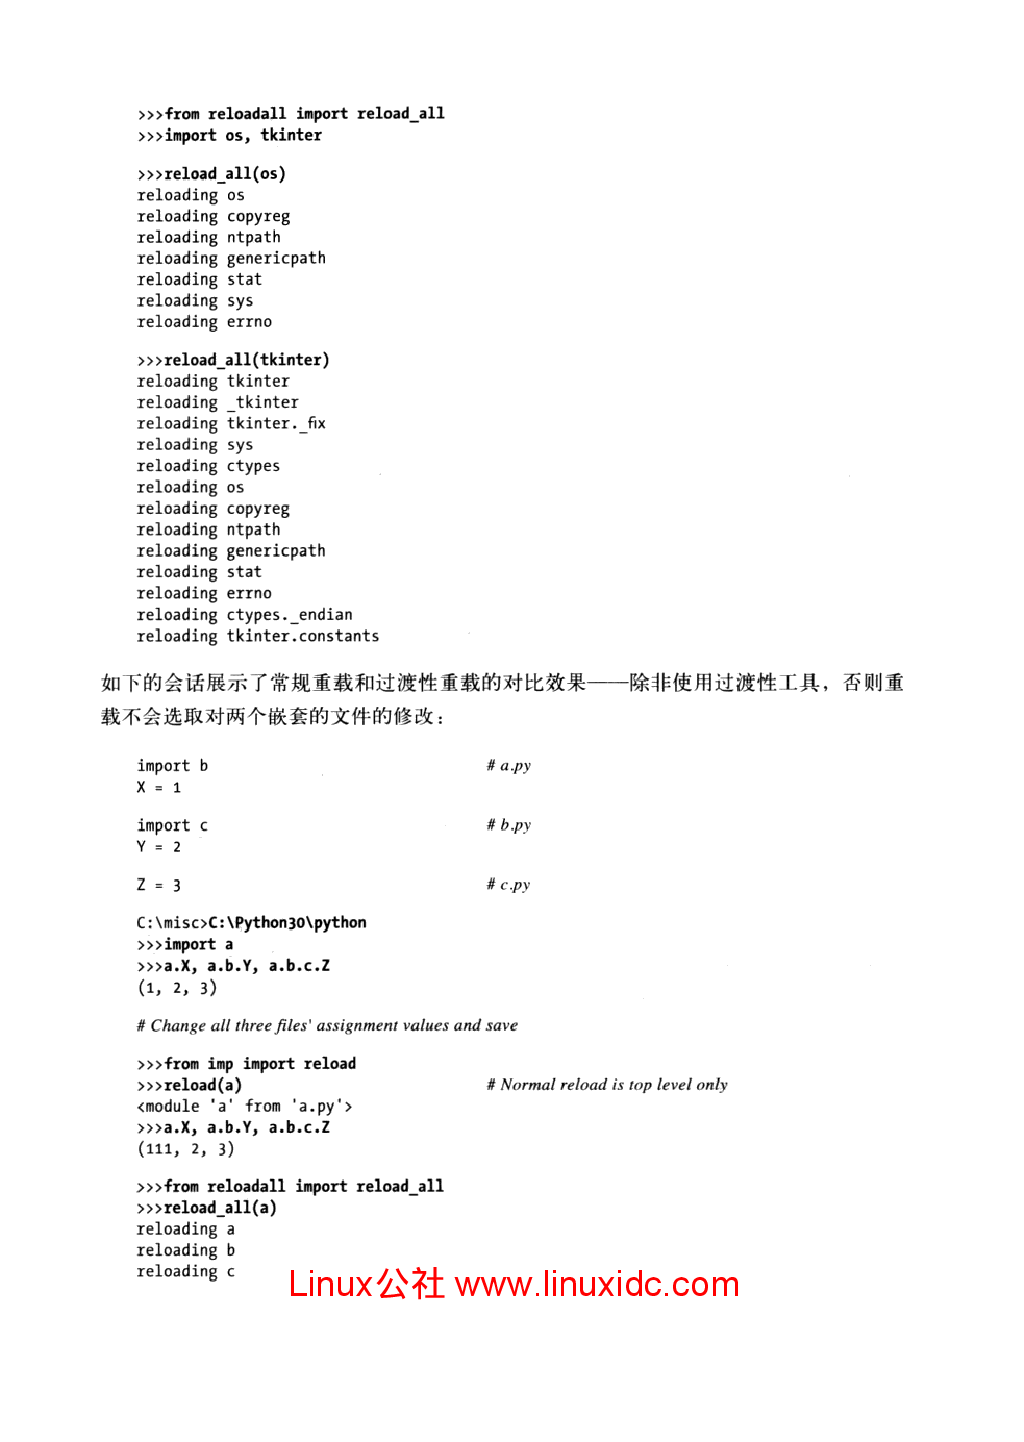 >>>from reloadall import reload_all
>>>import os, tkinter
>>>reload_all(os)
reloading os
reloading copyreg
reloading ntpath
reloading genericpath
reloading stat
reloading sys
reloading errno
>>>reload_all(tkinter)
reloading tkinter
reloading _tkinter
reloading tkinter._fix
reloading sys
reloading ctypes
reloading os
reloading copyreg
reloading ntpath
reloading genericpath
reloading stat
reloading errno
reloading ctypes._endian
reloading tkinter.constants
如下的会话展示了常规重载和过渡性重载的对比效果——除非使用过渡性工具，否则重
载不会选取对两个嵌套的文件的修改：
import b # a.py
X = 1
import c # b.py
Y = 2
Z = 3 # c.py
C:\misc>C:\Python30\python
>>>import a
>>>a.X, a.b.Y, a.b.c.Z
(1, 2, 3)
# Change all three files' assignment values and save
>>>from imp import reload
>>>reload(a) # Normal reload is top level only
<module 'a' from 'a.py'>
>>>a.X, a.b.Y, a.b.c.Z
(111, 2, 3)
>>>from reloadall import reload_all
>>>reload_all(a)
reloading a
reloading b
reloading c
Linux公社 www.linuxidc.com